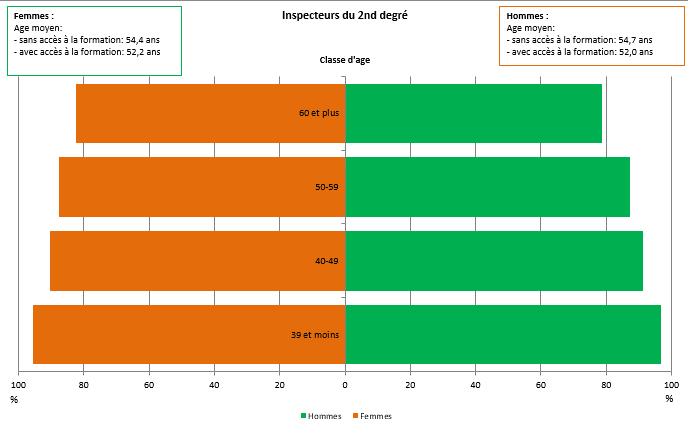 Femmes :
Age moyen:
- sans accès à la formation: 54,4 ans
- avec accès à la formation: 52,2 ans
Inspecteurs du 2nd degré
Hommes :
Age moyen:
- sans accès à la formation: 54,7 ans
- avec accès à la formation: 52,0 ans
Classe d'age
60 et plus
50-59
40-49
39 et moins
100 80 60 40 20 0 20 40 60 80 100
% %
Hommes Femmes